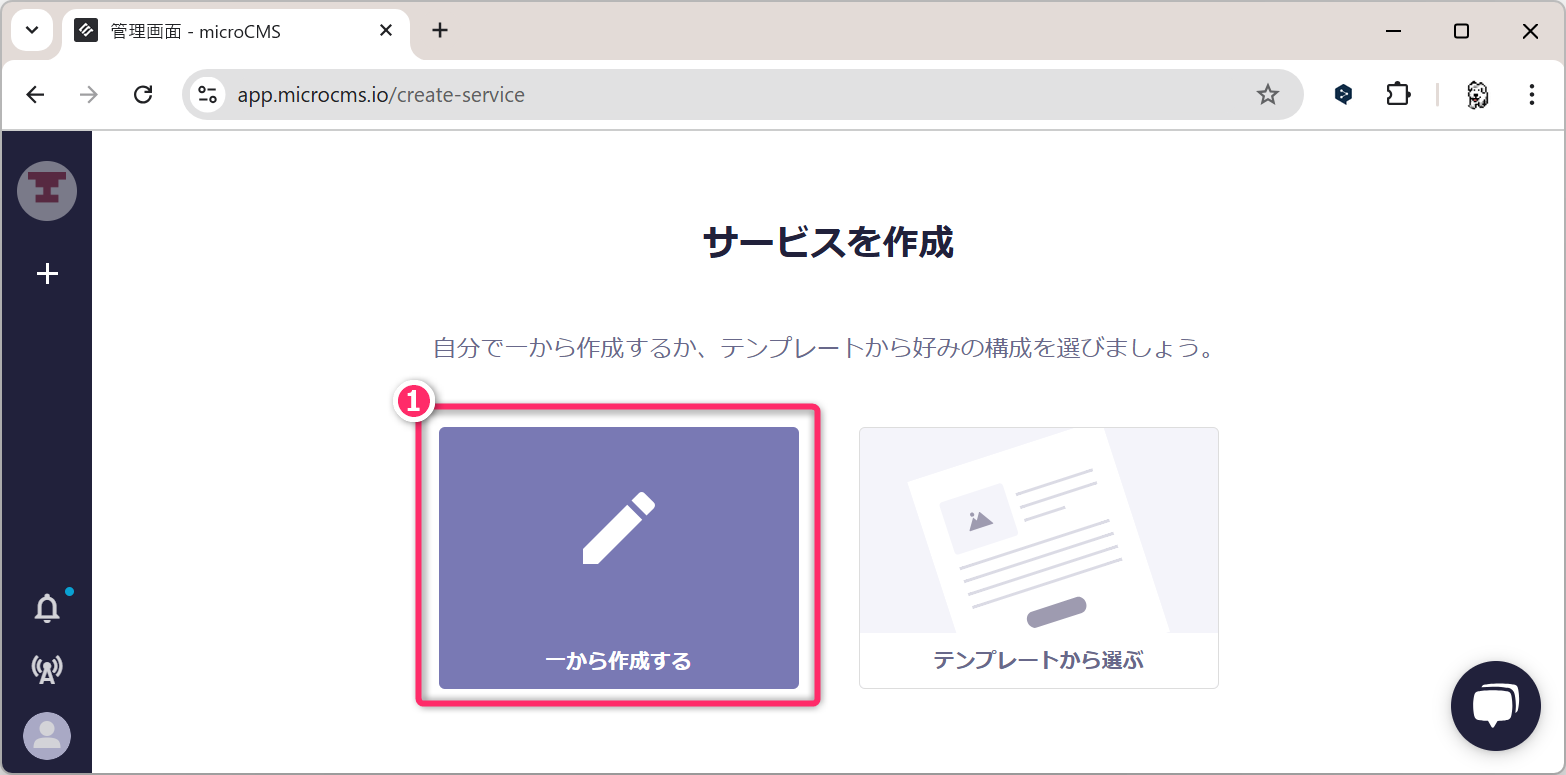 管理画面 - microCMS
app.microcms.io/create-service
サービスを作成
自分で一から作成するか、テンプレートから好みの構成を選びましょう。
1
一から作成する
テンプレートから選ぶ